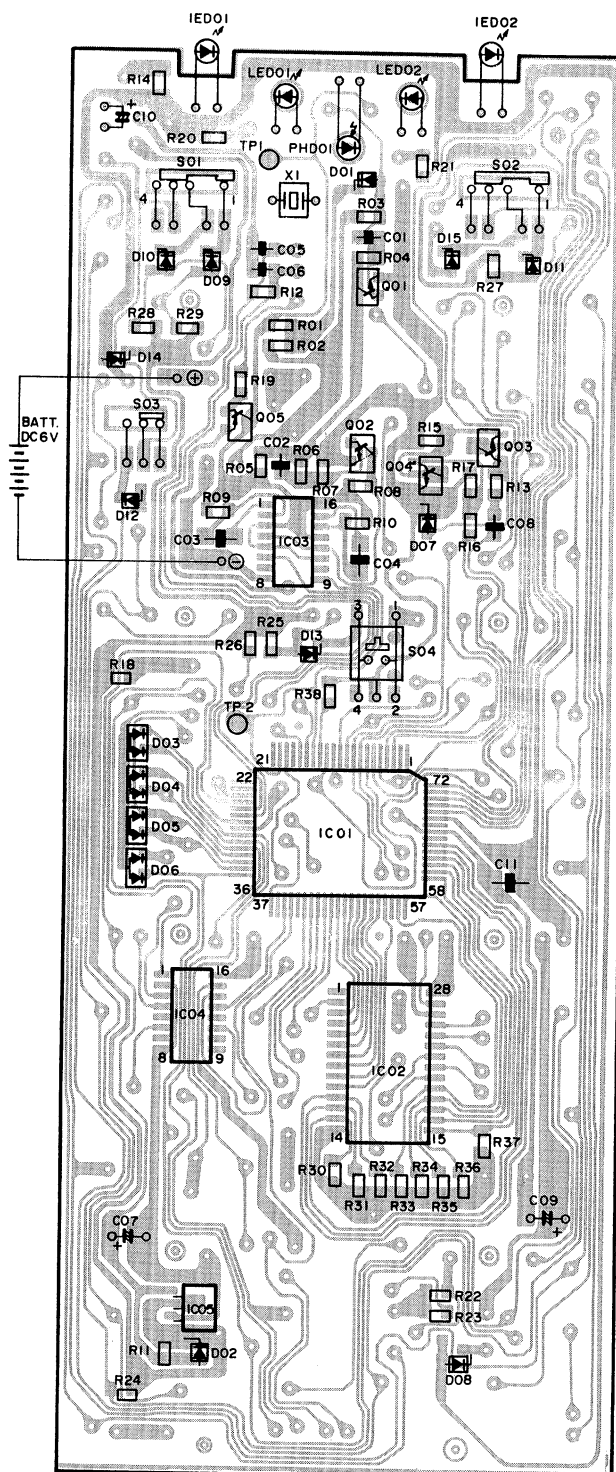 IED01 IED02
LED01 LED02
R14
+
C10
R20 TP1 PHD01
S01 D01 R21 S02
X1
4 1 R03 4 1
C05 C01 D15
D10 D09 C06 R04 R27 D11
R12 Q01
R28 R29 R01
R02
D14
R19 +
BATT.
DC6V
S03 Q05 Q02 R15 Q03
C02 R06 Q04 R17
R05 R07 R08 R13
D12 R09 1 16
R10 D07 R16 C08
C03 IC03 C04
−
8 9
3 1
R25 D13
R26 S04
R18 R38
TP2 4 2
D03 21 1
22 72
D04
IC01
D05
D06 C11
36 58
37 57
1 16 1 28
IC04 IC02
8 9
14 15
R37
R30 R32 R34 R36
R31 R33 R35
C07 C09
+ +
IC05 R22
R23
R11 D02
D08
R24